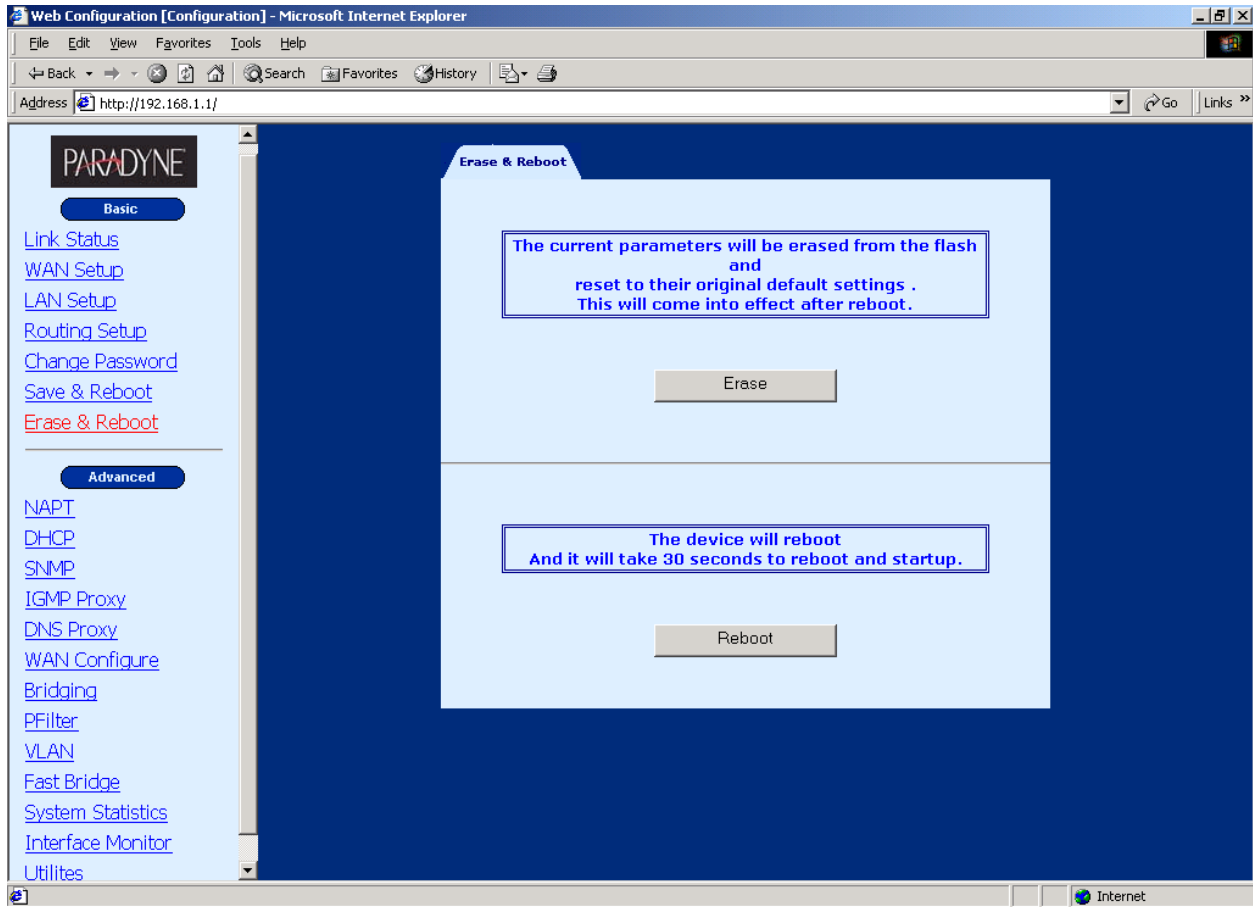 Web Configuration [Configuration] - Microsoft Internet Explorer
File Edit View Favorites Tools Help
Back Search Favorites History
Address http://192.168.1.1/ Go Links »
PARADYNE
Basic
Link Status
WAN Setup
LAN Setup
Routing Setup
Change Password
Save & Reboot
Erase & Reboot
Advanced
NAPT
DHCP
SNMP
IGMP Proxy
DNS Proxy
WAN Configure
Bridging
PFilter
VLAN
Fast Bridge
System Statistics
Interface Monitor
Utilites
Erase & Reboot
The current parameters will be erased from the flash
and
reset to their original default settings .
This will come into effect after reboot.
Erase
The device will reboot
And it will take 30 seconds to reboot and startup.
Reboot
Internet